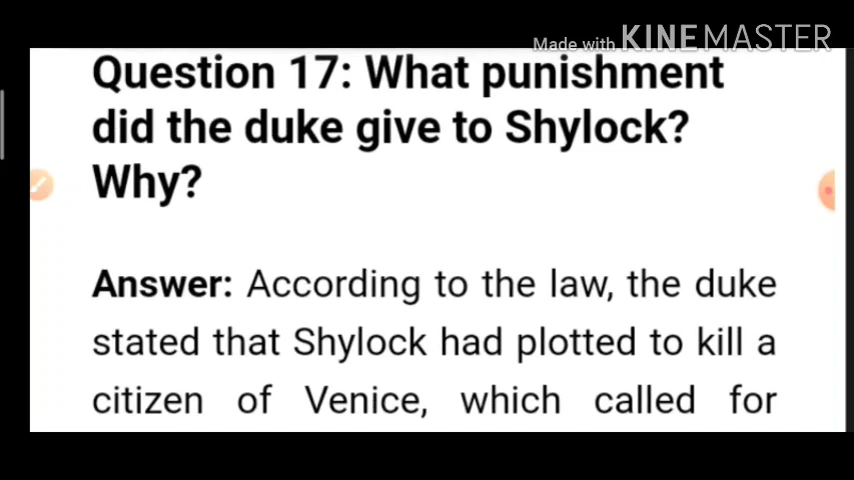 Made with KINEMASTER
Question 17: What punishment
did the duke give to Shylock?
Why?
Answer: According to the law, the duke
stated that Shylock had plotted to kill a
citizen of Venice, which called for